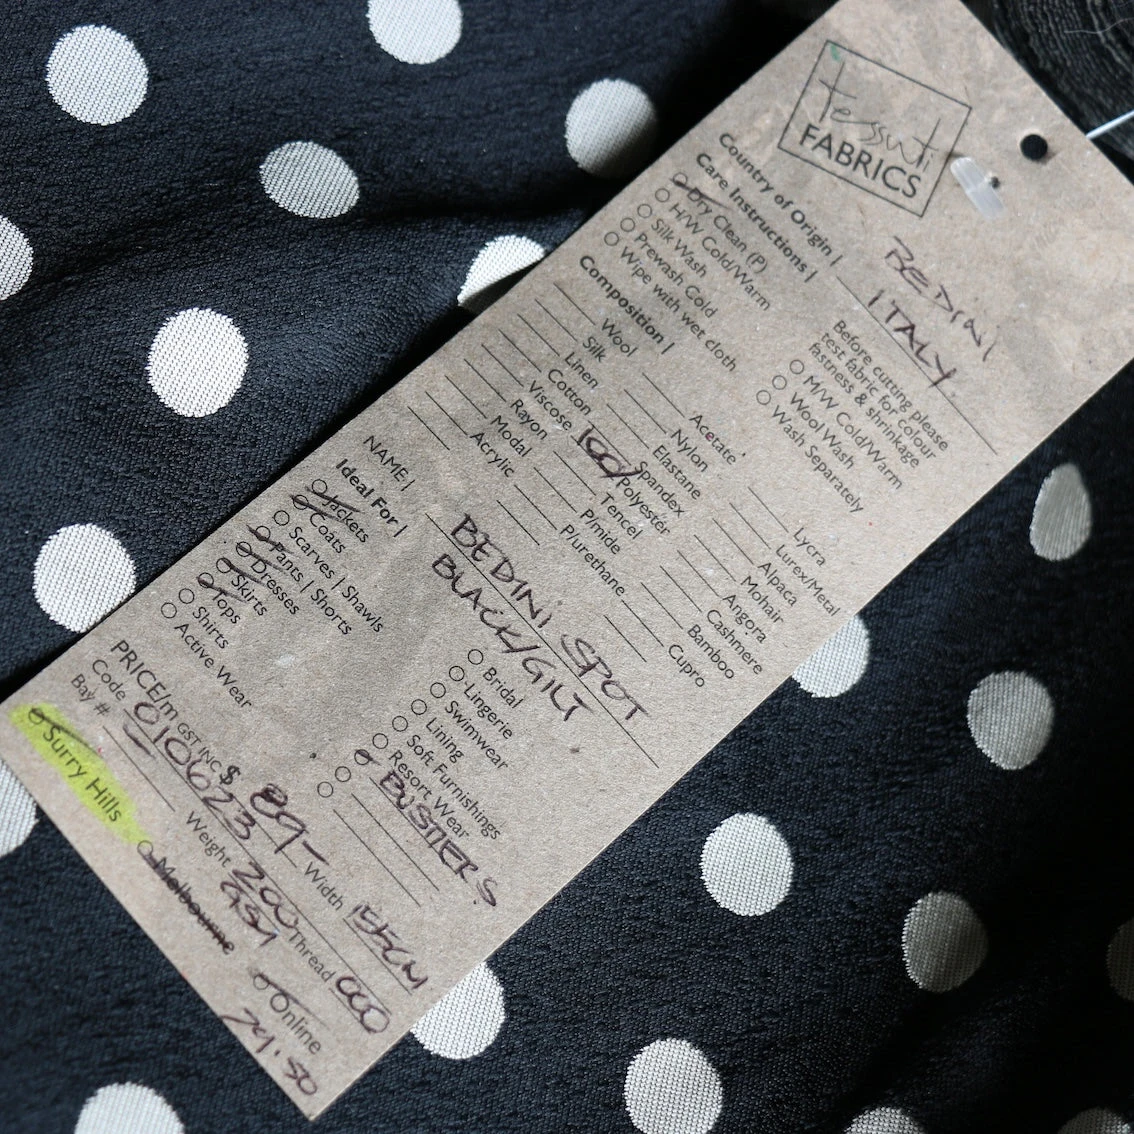 tessuti
FABRICS
BEDINI
Country of Origin | ITALY
Care Instructions |
Dry Clean (P)
H/W Cold/Warm
Silk Wash
Prewash Cold
Wipe with wet cloth
Before cutting please
test fabric for colour
fastness & shrinkage
M/W Cold/Warm
Wool Wash
Wash Separately
Composition |
Wool
Silk
Linen
Cotton
Viscose
Rayon
Modal
Acrylic
Acetate
Nylon
Elastane
Spandex
100% Polyester
Tencel
P/mide
P/urethane
Lycra
Lurex/Metal
Alpaca
Mohair
Angora
Cashmere
Bamboo
Cupro
NAME | BEDINI SPOT
BLACK/GILT
Ideal For |
Jackets
Coats
Scarves | Shawls
Pants | Shorts
Dresses
Skirts
Tops
Shirts
Active Wear
Bridal
Lingerie
Swimwear
Lining
Soft Furnishings
Resort Wear
BUSTIERS
PRICE/m GST INC $ 89-
Code 010623
Width 155CM
Bay #
Weight 200
GSM
Thread 000
Surry Hills
Melbourne
Online